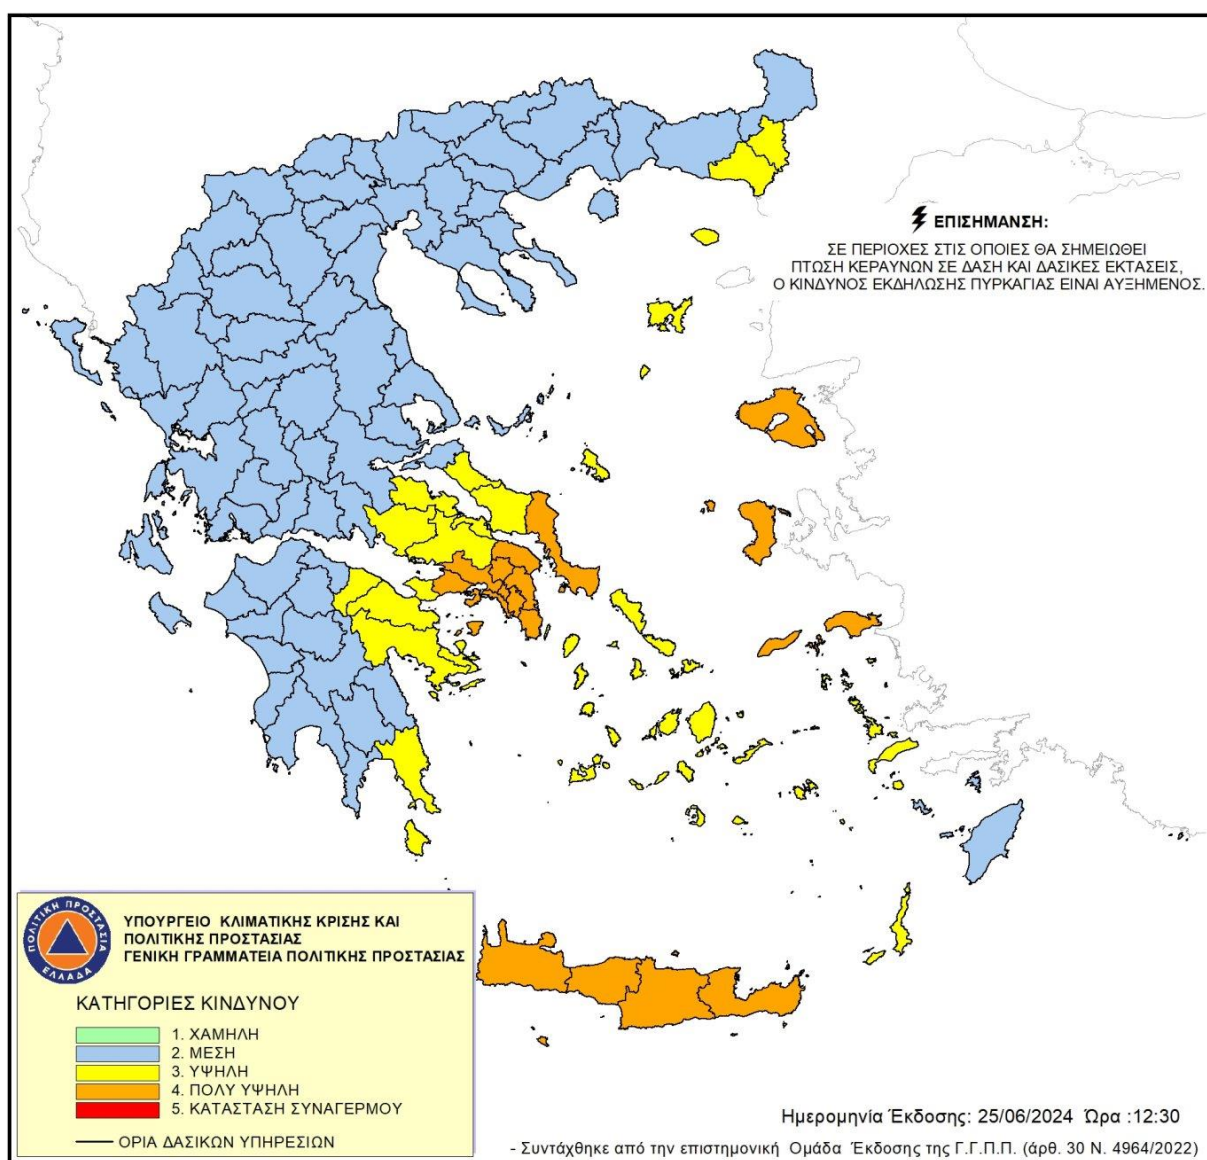 ΕΠΙΣΗΜΑΝΣΗ:
ΣΕ ΠΕΡΙΟΧΕΣ ΣΤΙΣ ΟΠΟΙΕΣ ΘΑ ΣΗΜΕΙΩΘΕΙ
ΠΤΩΣΗ ΚΕΡΑΥΝΩΝ ΣΕ ΔΑΣΗ ΚΑΙ ΔΑΣΙΚΕΣ ΕΚΤΑΣΕΙΣ,
Ο ΚΙΝΔΥΝΟΣ ΕΚΔΗΛΩΣΗΣ ΠΥΡΚΑΓΙΑΣ ΕΙΝΑΙ ΑΥΞΗΜΕΝΟΣ.
ΠΟΛΙΤΙΚΗ ΠΡΟΣΤΑΣΙΑ
ΕΛΛΑΔΑ
ΥΠΟΥΡΓΕΙΟ ΚΛΙΜΑΤΙΚΗΣ ΚΡΙΣΗΣ ΚΑΙ
ΠΟΛΙΤΙΚΗΣ ΠΡΟΣΤΑΣΙΑΣ
ΓΕΝΙΚΗ ΓΡΑΜΜΑΤΕΙΑ ΠΟΛΙΤΙΚΗΣ ΠΡΟΣΤΑΣΙΑΣ
ΚΑΤΗΓΟΡΙΕΣ ΚΙΝΔΥΝΟΥ
1. ΧΑΜΗΛΗ
2. ΜΕΣΗ
3. ΥΨΗΛΗ
4. ΠΟΛΥ ΥΨΗΛΗ
5. ΚΑΤΑΣΤΑΣΗ ΣΥΝΑΓΕΡΜΟΥ
ΟΡΙΑ ΔΑΣΙΚΩΝ ΥΠΗΡΕΣΙΩΝ
Ημερομηνία Έκδοσης: 25/06/2024 Ώρα :12:30
- Συντάχθηκε από την επιστημονική Ομάδα Έκδοσης της Γ.Γ.Π.Π. (άρθ. 30 Ν. 4964/2022)